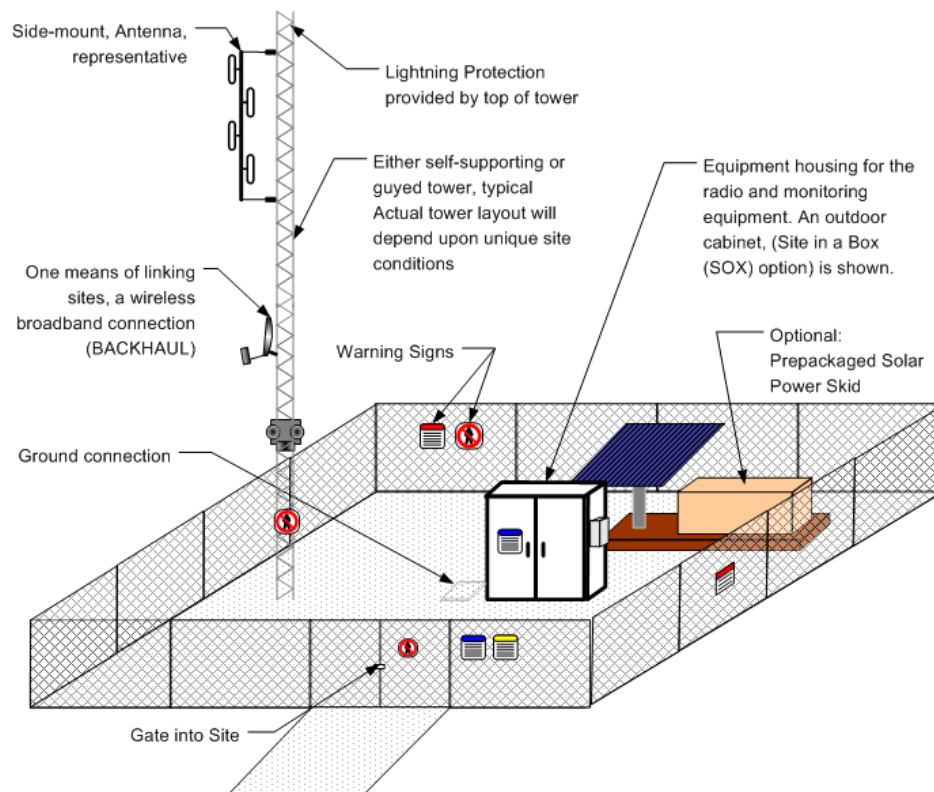 Side-mount, Antenna,
representative
Lightning Protection
provided by top of tower
Either self-supporting or
guyed tower, typical
Actual tower layout will
depend upon unique site
conditions
Equipment housing for the
radio and monitoring
equipment. An outdoor
cabinet, (Site in a Box
(SOX) option) is shown.
One means of linking
sites, a wireless
broadband connection
(BACKHAUL)
Warning Signs
Optional:
Prepackaged Solar
Power Skid
Ground connection
Gate into Site